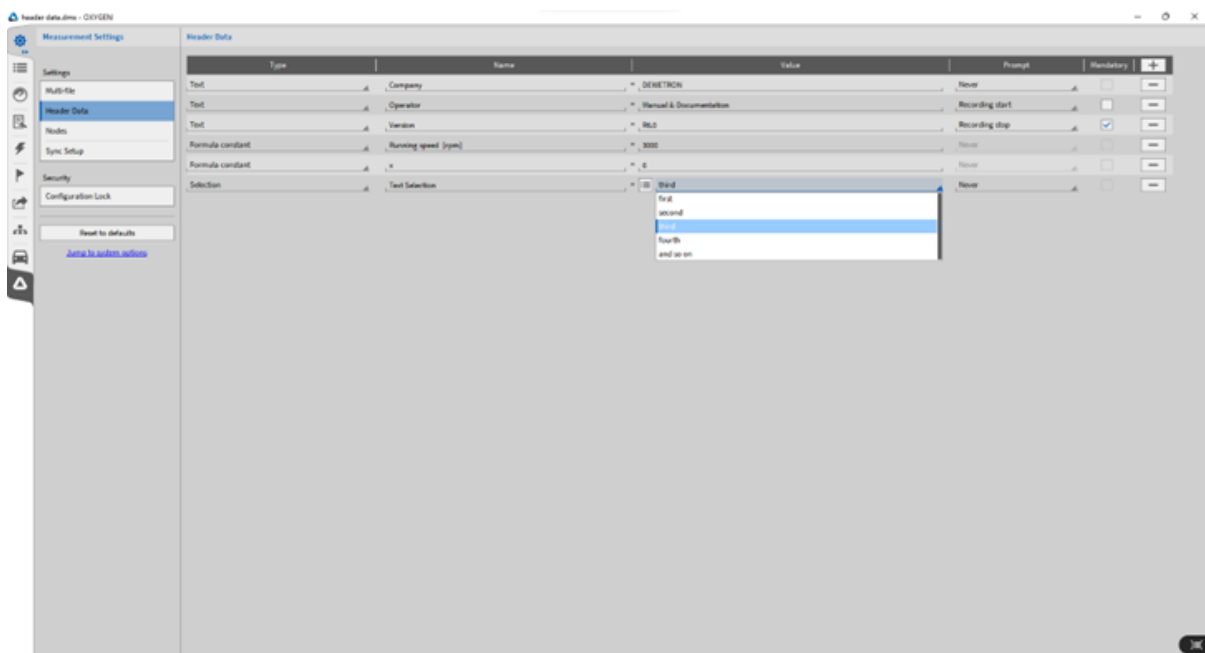 header data.dmx - OXYGEN
Measurement Settings
Header Data
Settings
Multi-file
Header Data
Nodes
Sync Setup
Security
Configuration Lock
Reset to defaults
Jump to system options
Type Name Value Prompt Mandatory +
Text Company DEWETRON Never
Text Operator Manual & Documentation Recording start
Text Version R6.0 Recording stop
Formula constant Running speed [rpm] 3000 Never
Formula constant x 0 Never
Selection Text Selection third Never
first
second
third
fourth
and so on